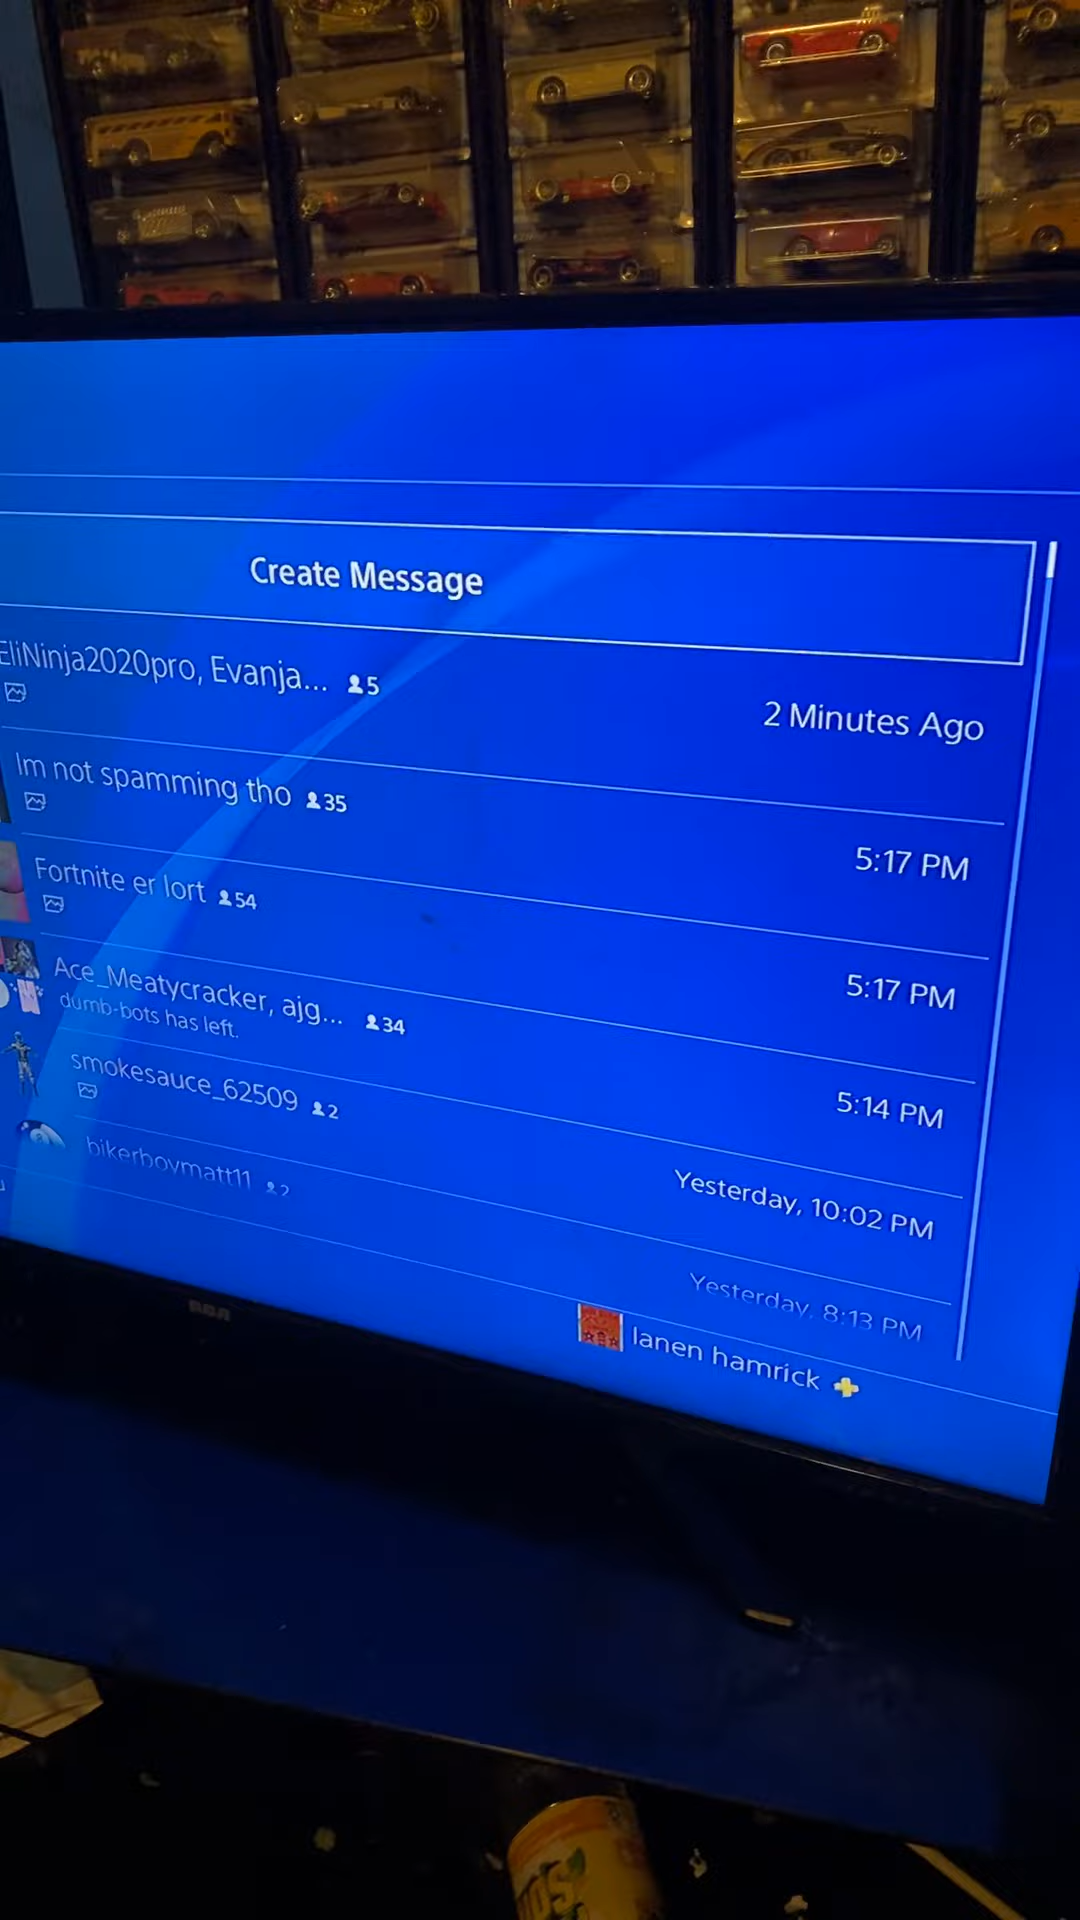 Create Message
EliNinja2020pro, Evanja... 5
2 Minutes Ago
Im not spamming tho 35
5:17 PM
Fortnite er lort 54
5:17 PM
Ace_Meatycracker, ajg... 34
dumb-bots has left.
5:14 PM
smokesauce_62509 2
Yesterday, 10:02 PM
bikerboymatt11 2
Yesterday, 8:13 PM
lanen hamrick
RCA